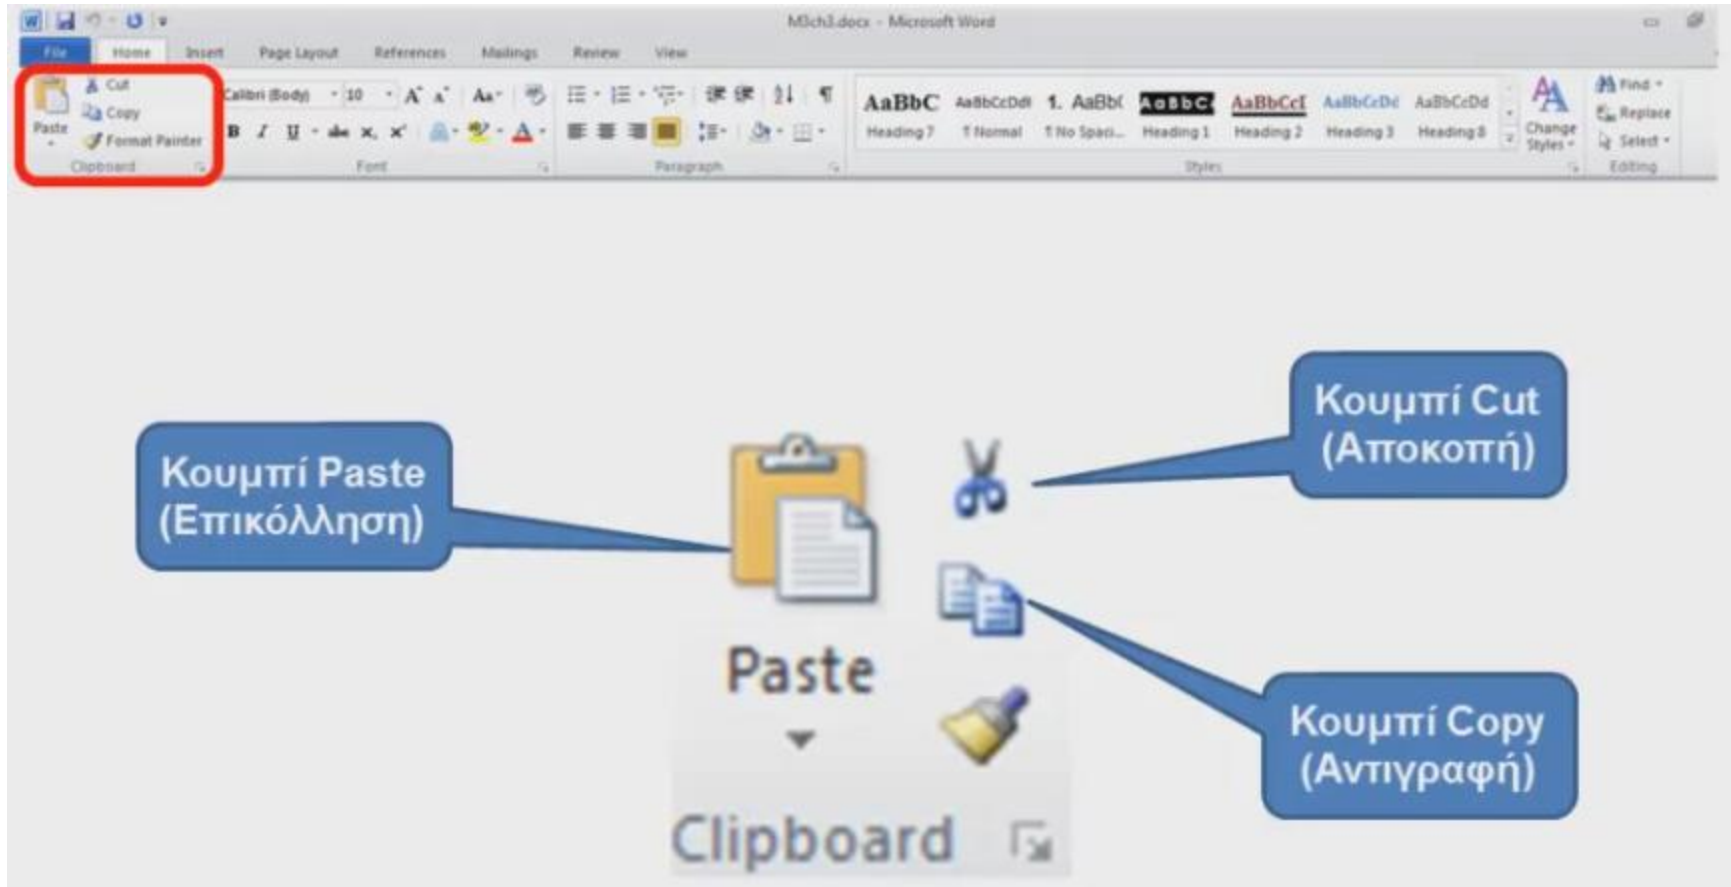 M3ch3.docx - Microsoft Word
File Home Insert Page Layout References Mailings Review View
Cut
Copy
Paste
Format Painter
Clipboard
Calibri (Body) 10
Font
Paragraph
AaBbC AaBbCcDdI 1. AaBb( AaBbC AaBbCcI AaBbCcDc AaBbCcDd
Heading 7 ¶ Normal ¶ No Spaci... Heading 1 Heading 2 Heading 3 Heading 8
Styles
Change
Styles
Find
Replace
Select
Editing
Κουμπί Paste
(Επικόλληση)
Κουμπί Cut
(Αποκοπή)
Paste
Κουμπί Copy
(Αντιγραφή)
Clipboard